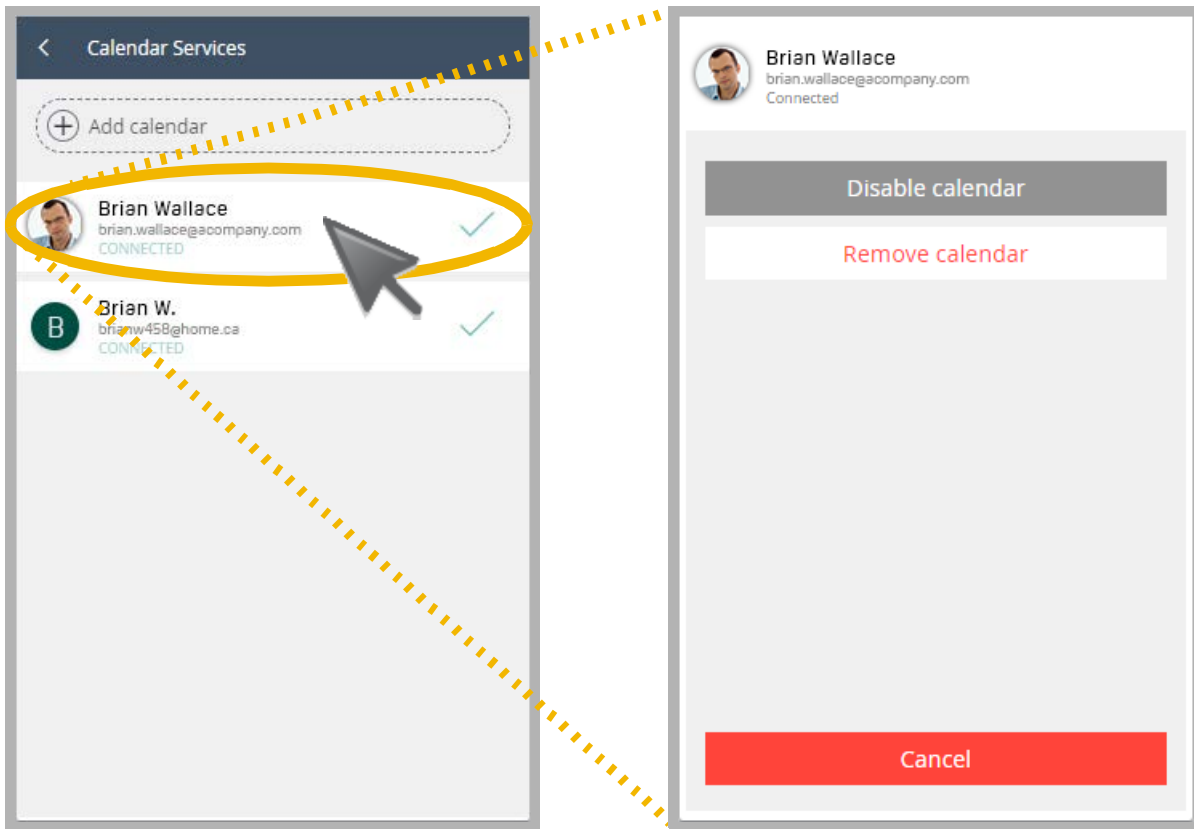 Calendar Services
Add calendar
Brian Wallace
brian.wallace@acompany.com
CONNECTED
B
Brian W.
brianw458@home.ca
CONNECTED
Brian Wallace
brian.wallace@acompany.com
Connected
Disable calendar
Remove calendar
Cancel